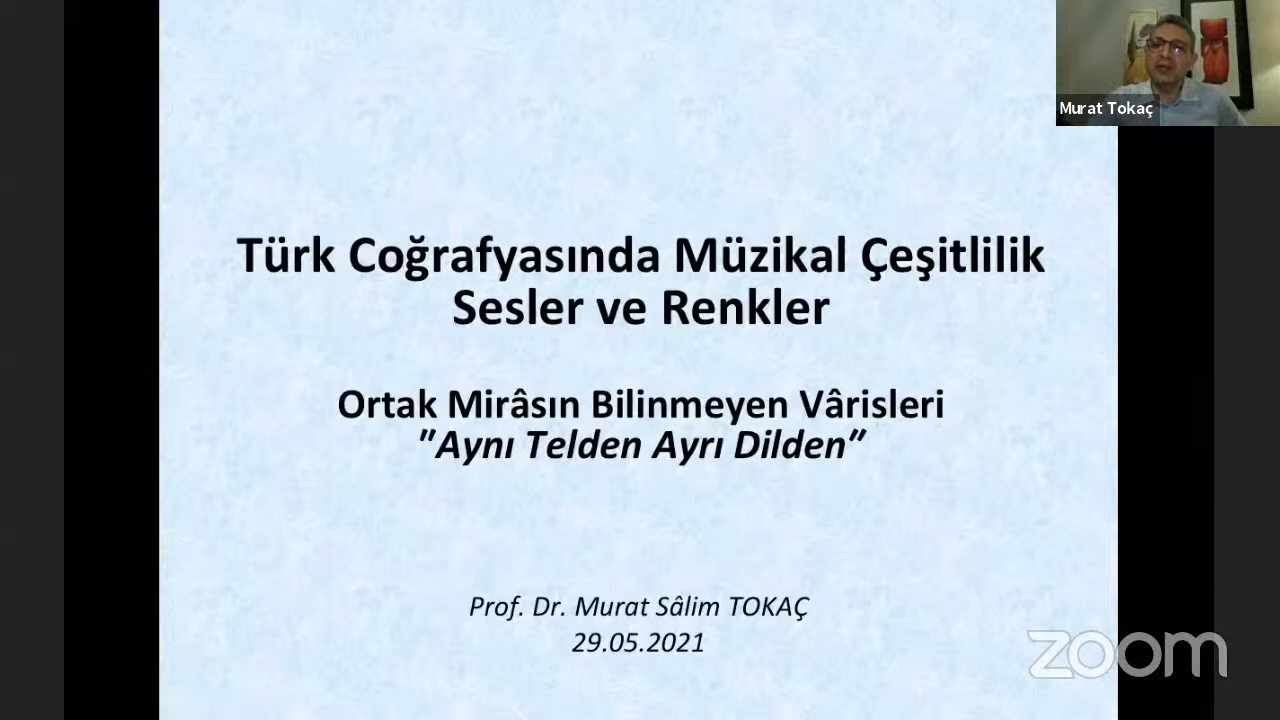 Murat Tokaç
Türk Coğrafyasında Müzikal Çeşitlilik
Sesler ve Renkler
Ortak Mirâsın Bilinmeyen Vârisleri
"Aynı Telden Ayrı Dilden"
Prof. Dr. Murat Sâlim TOKAÇ
29.05.2021
zoom